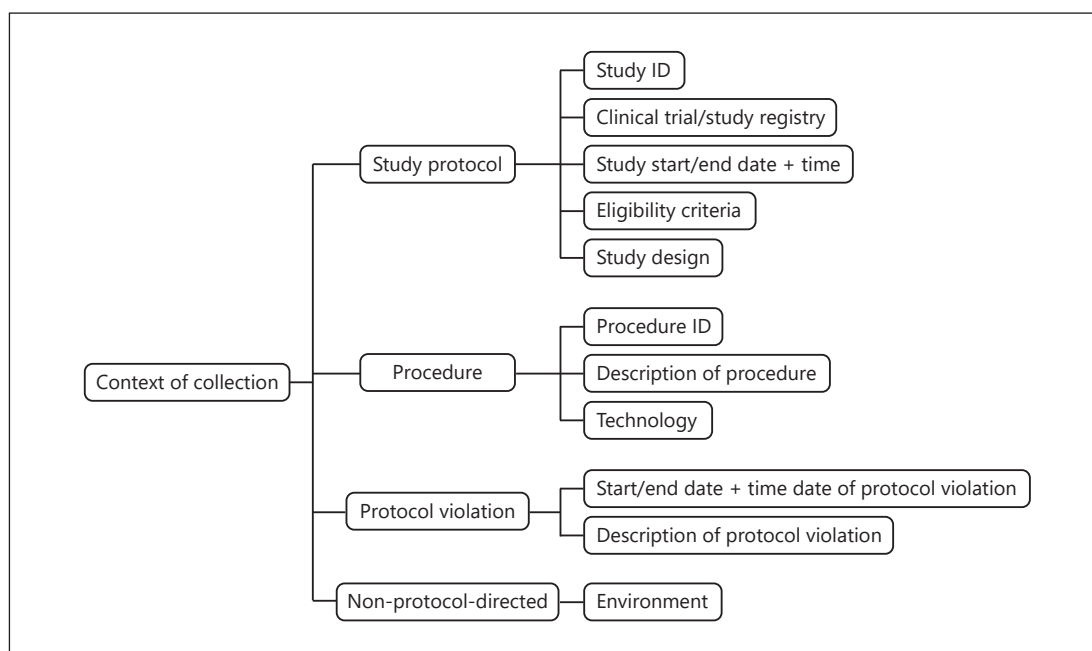 Context of collection
Study protocol
Study ID
Clinical trial/study registry
Study start/end date + time
Eligibility criteria
Study design
Procedure
Procedure ID
Description of procedure
Technology
Protocol violation
Start/end date + time date of protocol violation
Description of protocol violation
Non-protocol-directed
Environment